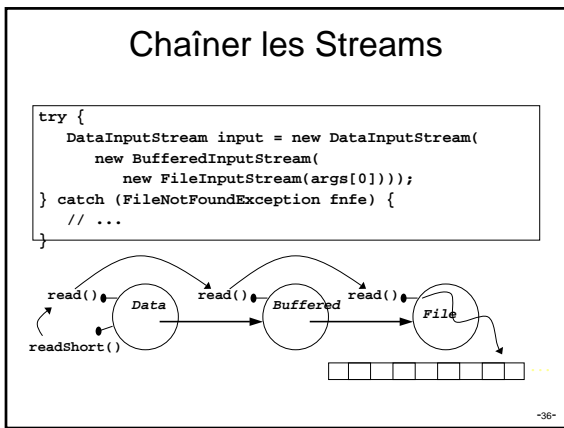 Chaîner les Streams
try {
DataInputStream input = new DataInputStream(
new BufferedInputStream(
new FileInputStream(args[0])));
} catch (FileNotFoundException fnfe) {
// ...
}
read() Data read() Buffered read() File
readShort()
...
-36-